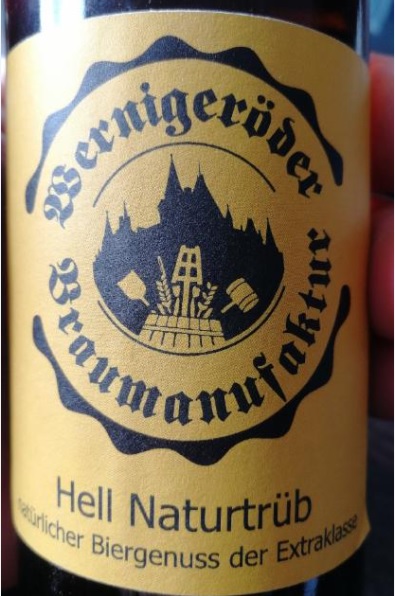 Wernigeröder
Braumanufaktur
Hell Naturtrüb
natürlicher Biergenuss der Extraklasse